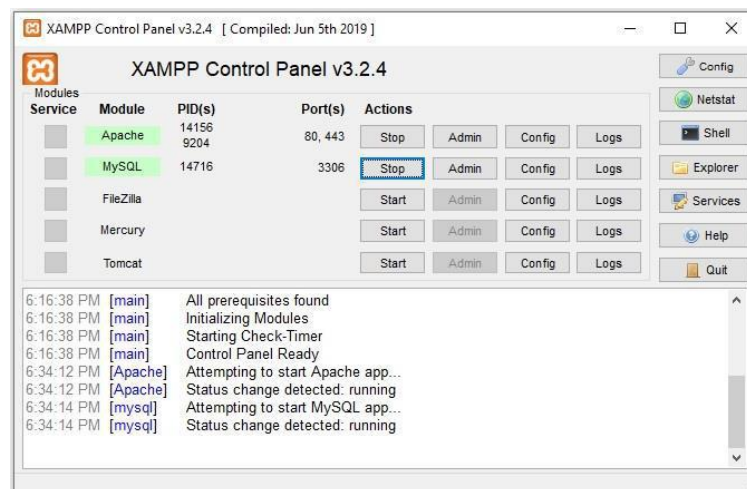 XAMPP Control Panel v3.2.4 [ Compiled: Jun 5th 2019 ]
XAMPP Control Panel v3.2.4
Config
Modules
Service Module PID(s) Port(s) Actions
Netstat
Apache 14156 9204 80, 443 Stop Admin Config Logs
Shell
MySQL 14716 3306 Stop Admin Config Logs
Explorer
FileZilla Start Admin Config Logs
Services
Mercury Start Admin Config Logs
Help
Tomcat Start Admin Config Logs
Quit
6:16:38 PM [main] All prerequisites found
6:16:38 PM [main] Initializing Modules
6:16:38 PM [main] Starting Check-Timer
6:16:38 PM [main] Control Panel Ready
6:34:12 PM [Apache] Attempting to start Apache app...
6:34:12 PM [Apache] Status change detected: running
6:34:14 PM [mysql] Attempting to start MySQL app...
6:34:14 PM [mysql] Status change detected: running